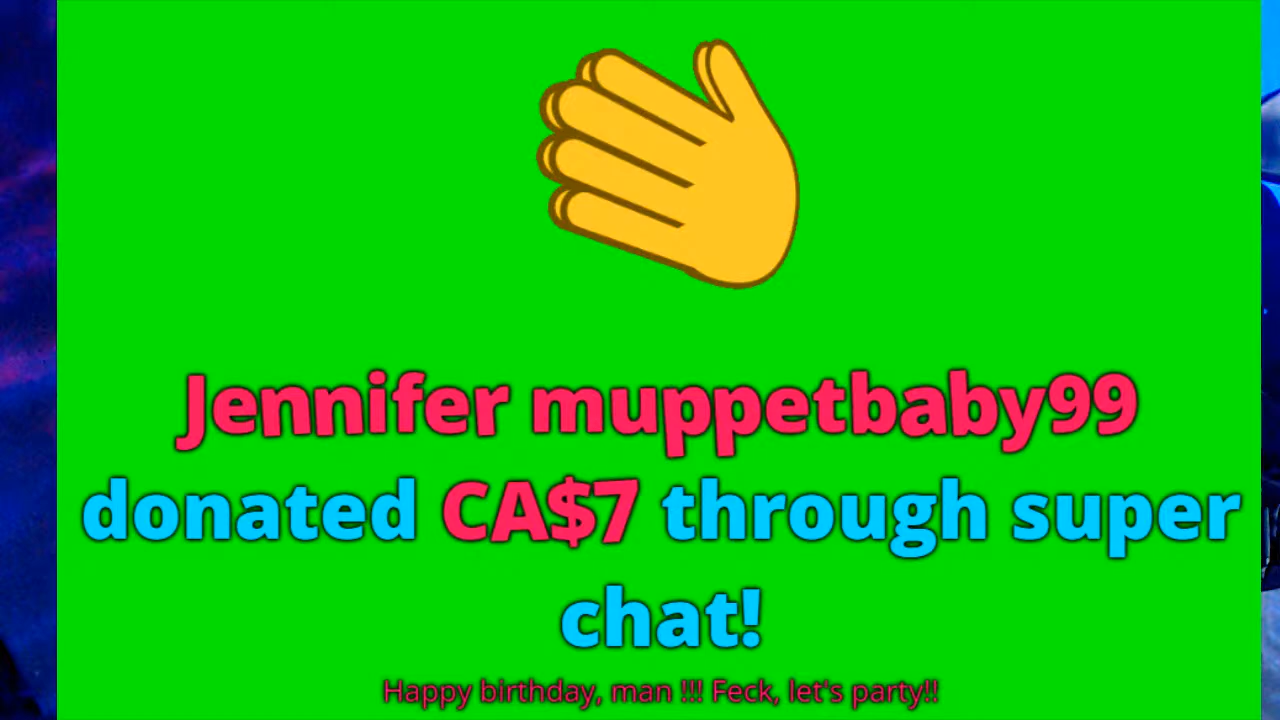 Jennifer muppetbaby99
donated CA$7 through super
chat!
Happy birthday, man !!! Feck, let's party!!